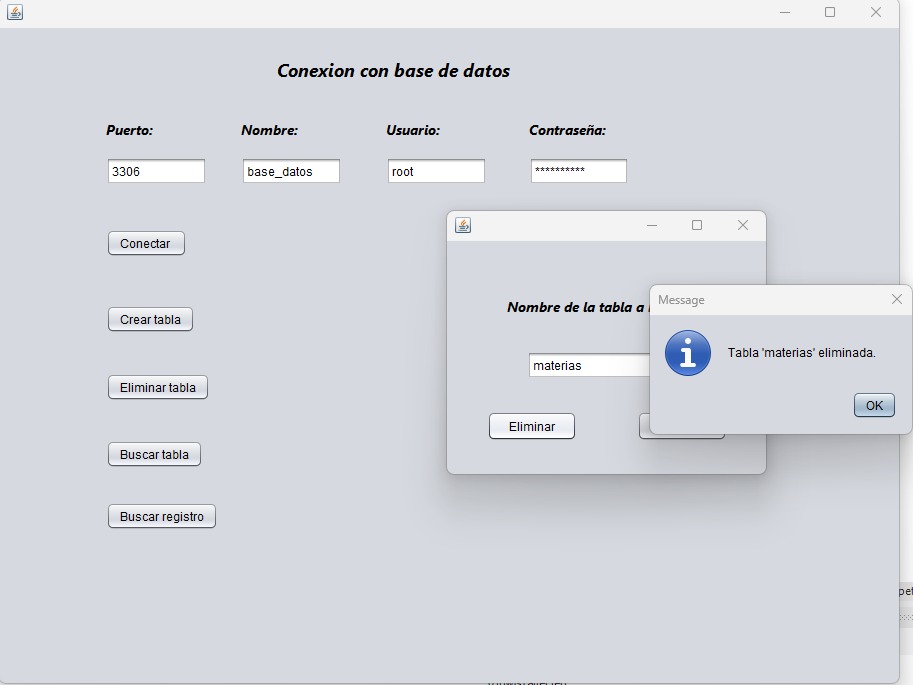 Conexion con base de datos
Puerto: Nombre: Usuario: Contraseña:
3306 base_datos root **********
Conectar
Crear tabla
Eliminar tabla
Buscar tabla
Buscar registro
Nombre de la tabla a
materias
Eliminar
Message
Tabla 'materias' eliminada.
OK